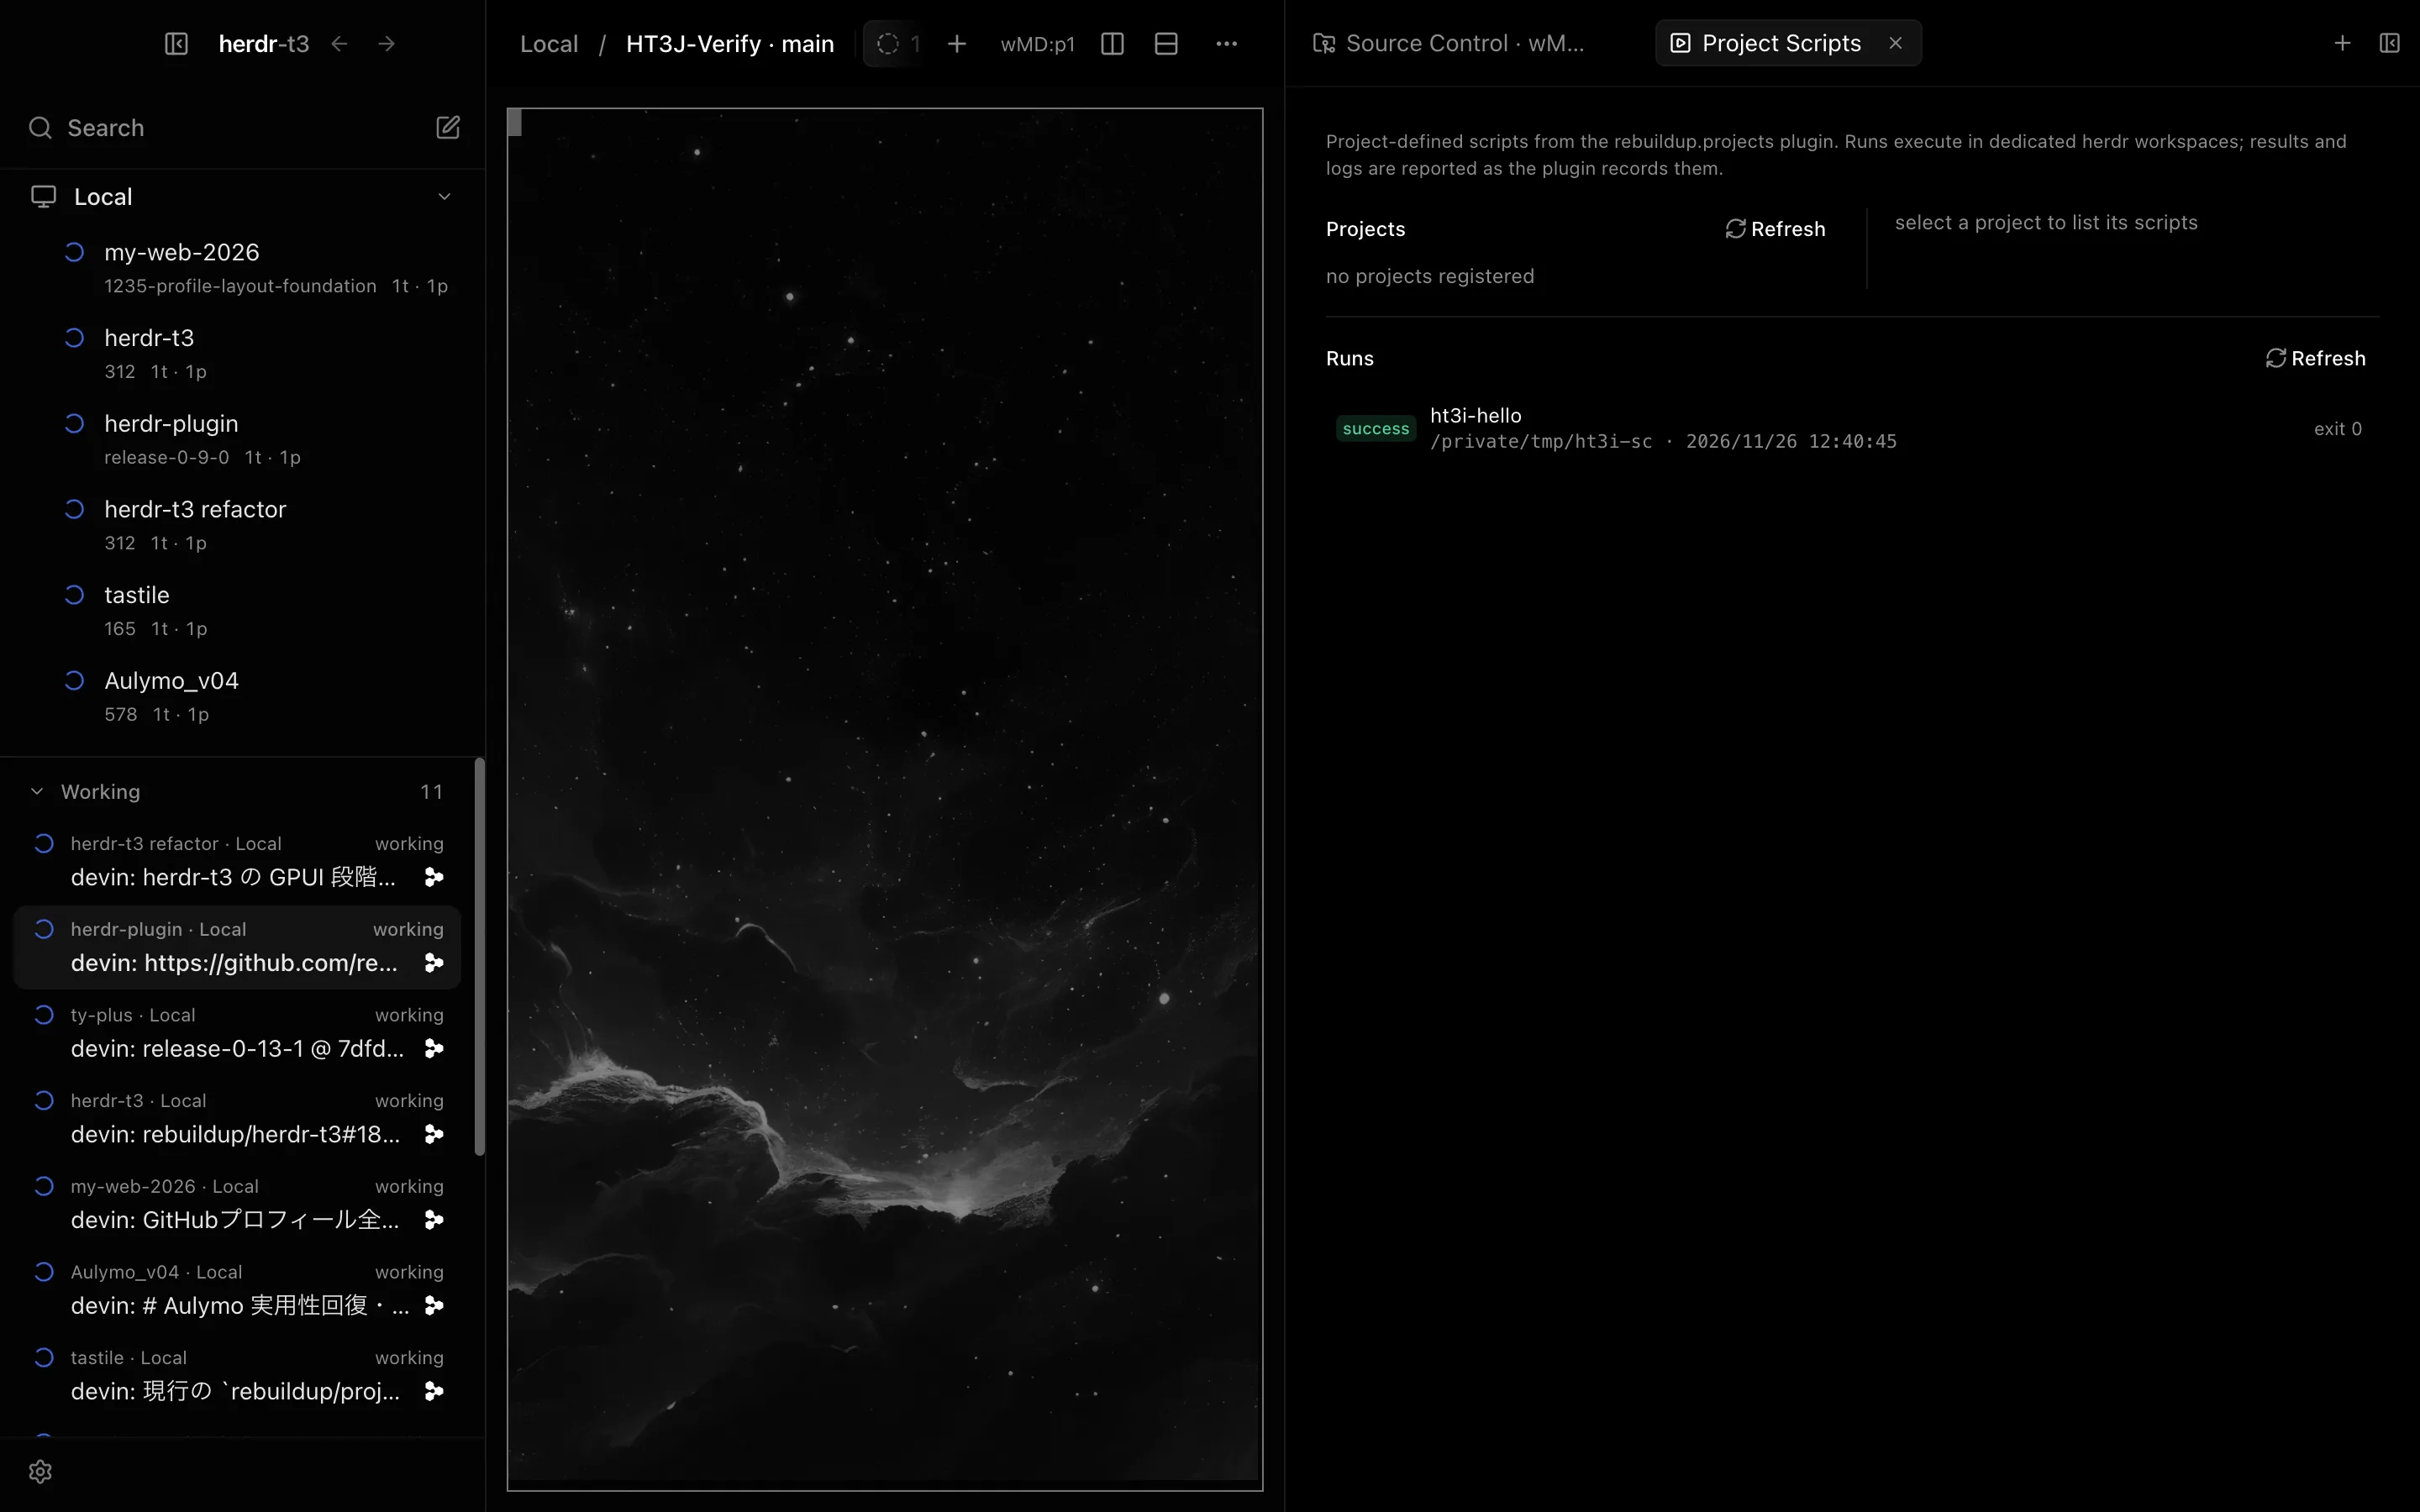 herdr-t3
Search
Local
my-web-2026
1235-profile-layout-foundation 1t · 1p
herdr-t3
312 1t · 1p
herdr-plugin
release-0-9-0 1t · 1p
herdr-t3 refactor
312 1t · 1p
tastile
165 1t · 1p
Aulymo_v04
578 1t · 1p
Working 11
herdr-t3 refactor · Local working
devin: herdr-t3 の GPUI 段階...
herdr-plugin · Local working
devin: https://github.com/re...
ty-plus · Local working
devin: release-0-13-1 @ 7dfd...
herdr-t3 · Local working
devin: rebuildup/herdr-t3#18...
my-web-2026 · Local working
devin: GitHubプロフィール全...
Aulymo_v04 · Local working
devin: # Aulymo 実用性回復・...
tastile · Local working
devin: 現行の `rebuildup/proj...
Local / HT3J-Verify · main 1 wMD:p1
Source Control · wM... Project Scripts
Project-defined scripts from the rebuildup.projects plugin. Runs execute in dedicated herdr workspaces; results and
logs are reported as the plugin records them.
Projects Refresh
no projects registered
select a project to list its scripts
Runs Refresh
success ht3i-hello
/private/tmp/ht3i-sc · 2026/11/26 12:40:45
exit 0